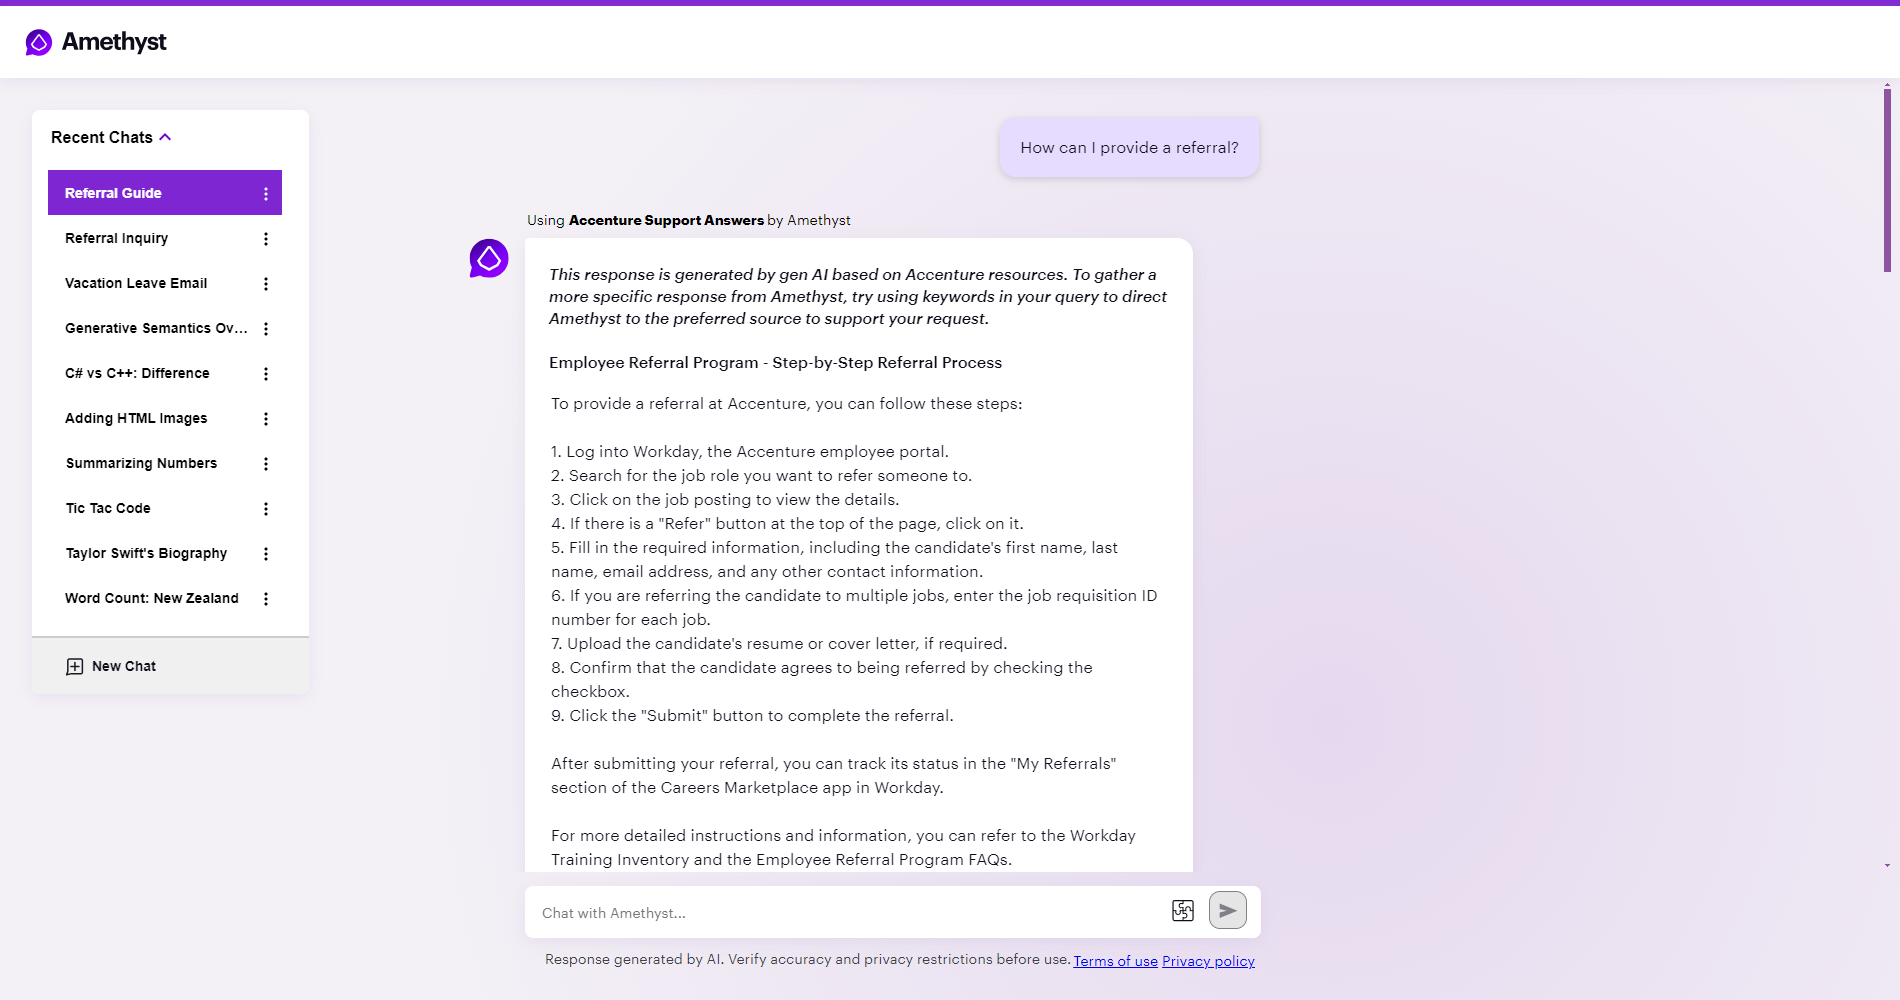 Amethyst
Recent Chats
Referral Guide
Referral Inquiry
Vacation Leave Email
Generative Semantics Ov...
C# vs C++: Difference
Adding HTML Images
Summarizing Numbers
Tic Tac Code
Taylor Swift's Biography
Word Count: New Zealand
New Chat
How can I provide a referral?
Using Accenture Support Answers by Amethyst
This response is generated by gen AI based on Accenture resources. To gather a
more specific response from Amethyst, try using keywords in your query to direct
Amethyst to the preferred source to support your request.
Employee Referral Program - Step-by-Step Referral Process
To provide a referral at Accenture, you can follow these steps:
1. Log into Workday, the Accenture employee portal.
2. Search for the job role you want to refer someone to.
3. Click on the job posting to view the details.
4. If there is a "Refer" button at the top of the page, click on it.
5. Fill in the required information, including the candidate's first name, last
name, email address, and any other contact information.
6. If you are referring the candidate to multiple jobs, enter the job requisition ID
number for each job.
7. Upload the candidate's resume or cover letter, if required.
8. Confirm that the candidate agrees to being referred by checking the
checkbox.
9. Click the "Submit" button to complete the referral.
After submitting your referral, you can track its status in the "My Referrals"
section of the Careers Marketplace app in Workday.
For more detailed instructions and information, you can refer to the Workday
Training Inventory and the Employee Referral Program FAQs.
Chat with Amethyst...
Response generated by AI. Verify accuracy and privacy restrictions before use. Terms of use Privacy policy